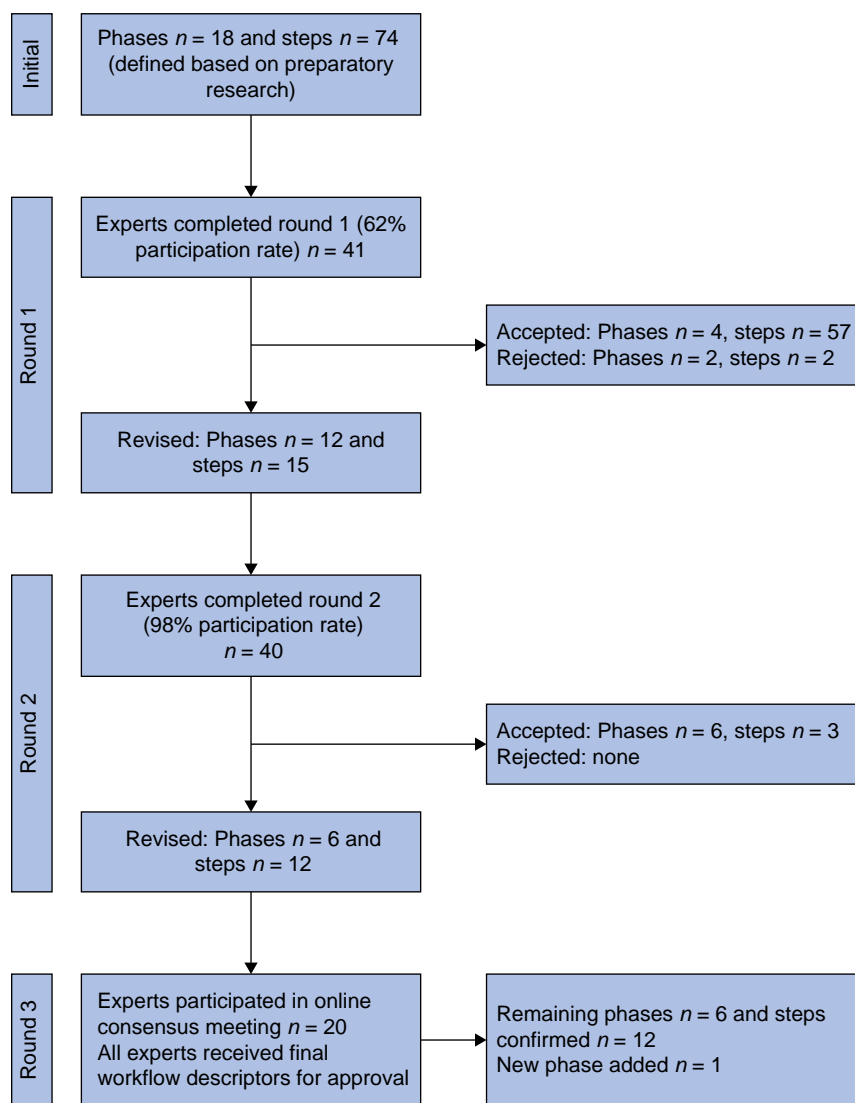 Initial
Phases n = 18 and steps n = 74
(defined based on preparatory
research)
Round 1
Experts completed round 1 (62%
participation rate) n = 41
Accepted: Phases n = 4, steps n = 57
Rejected: Phases n = 2, steps n = 2
Revised: Phases n = 12 and
steps n = 15
Round 2
Experts completed round 2
(98% participation rate)
n = 40
Accepted: Phases n = 6, steps n = 3
Rejected: none
Revised: Phases n = 6 and
steps n = 12
Round 3
Experts participated in online
consensus meeting n = 20
All experts received final
workflow descriptors for approval
Remaining phases n = 6 and steps
confirmed n = 12
New phase added n = 1